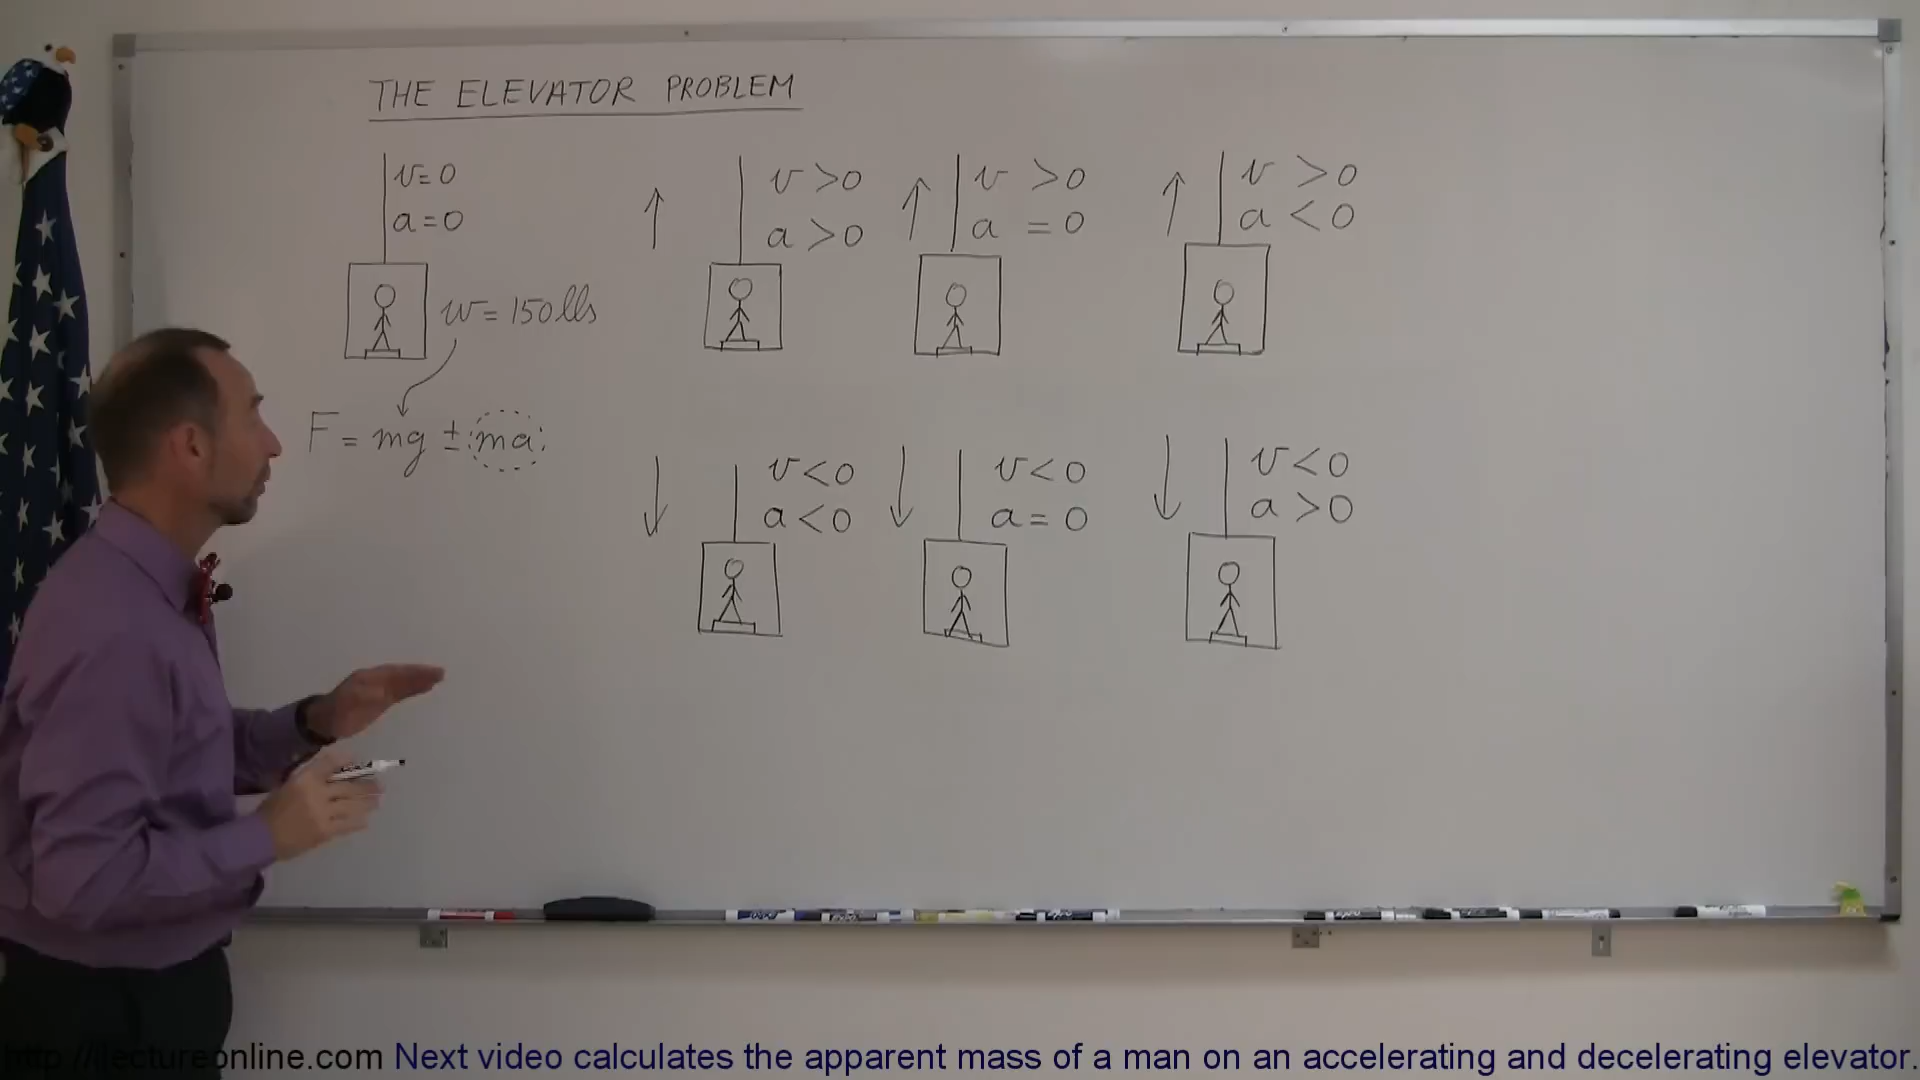 THE ELEVATOR PROBLEM
v=0
a=0
w=150lbs
F = mg ± ma
↑ v>0
a>0
↑ v>0
a =0
↑ v>0
a<0
↓ v<0
a<0
↓ v<0
a=0
↓ v<0
a>0
http://ilectureonline.com Next video calculates the apparent mass of a man on an accelerating and decelerating elevator.